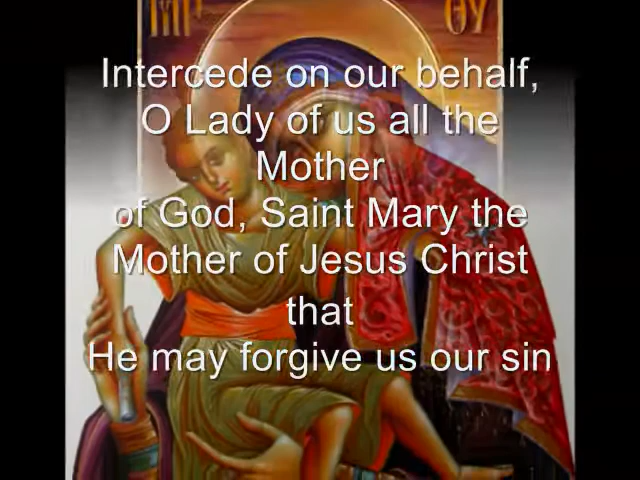 ΜΡ ΘΥ
Intercede on our behalf,
O Lady of us all the
Mother
of God, Saint Mary the
Mother of Jesus Christ
that
He may forgive us our sin